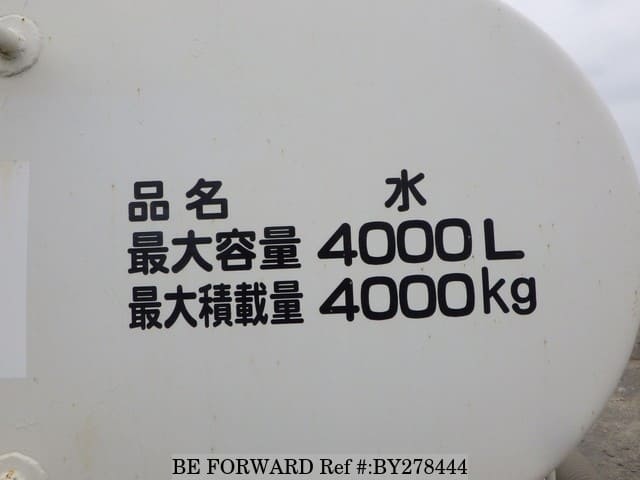 品名 水
最大容量 4000L
最大積載量 4000kg
BE FORWARD Ref #:BY278444